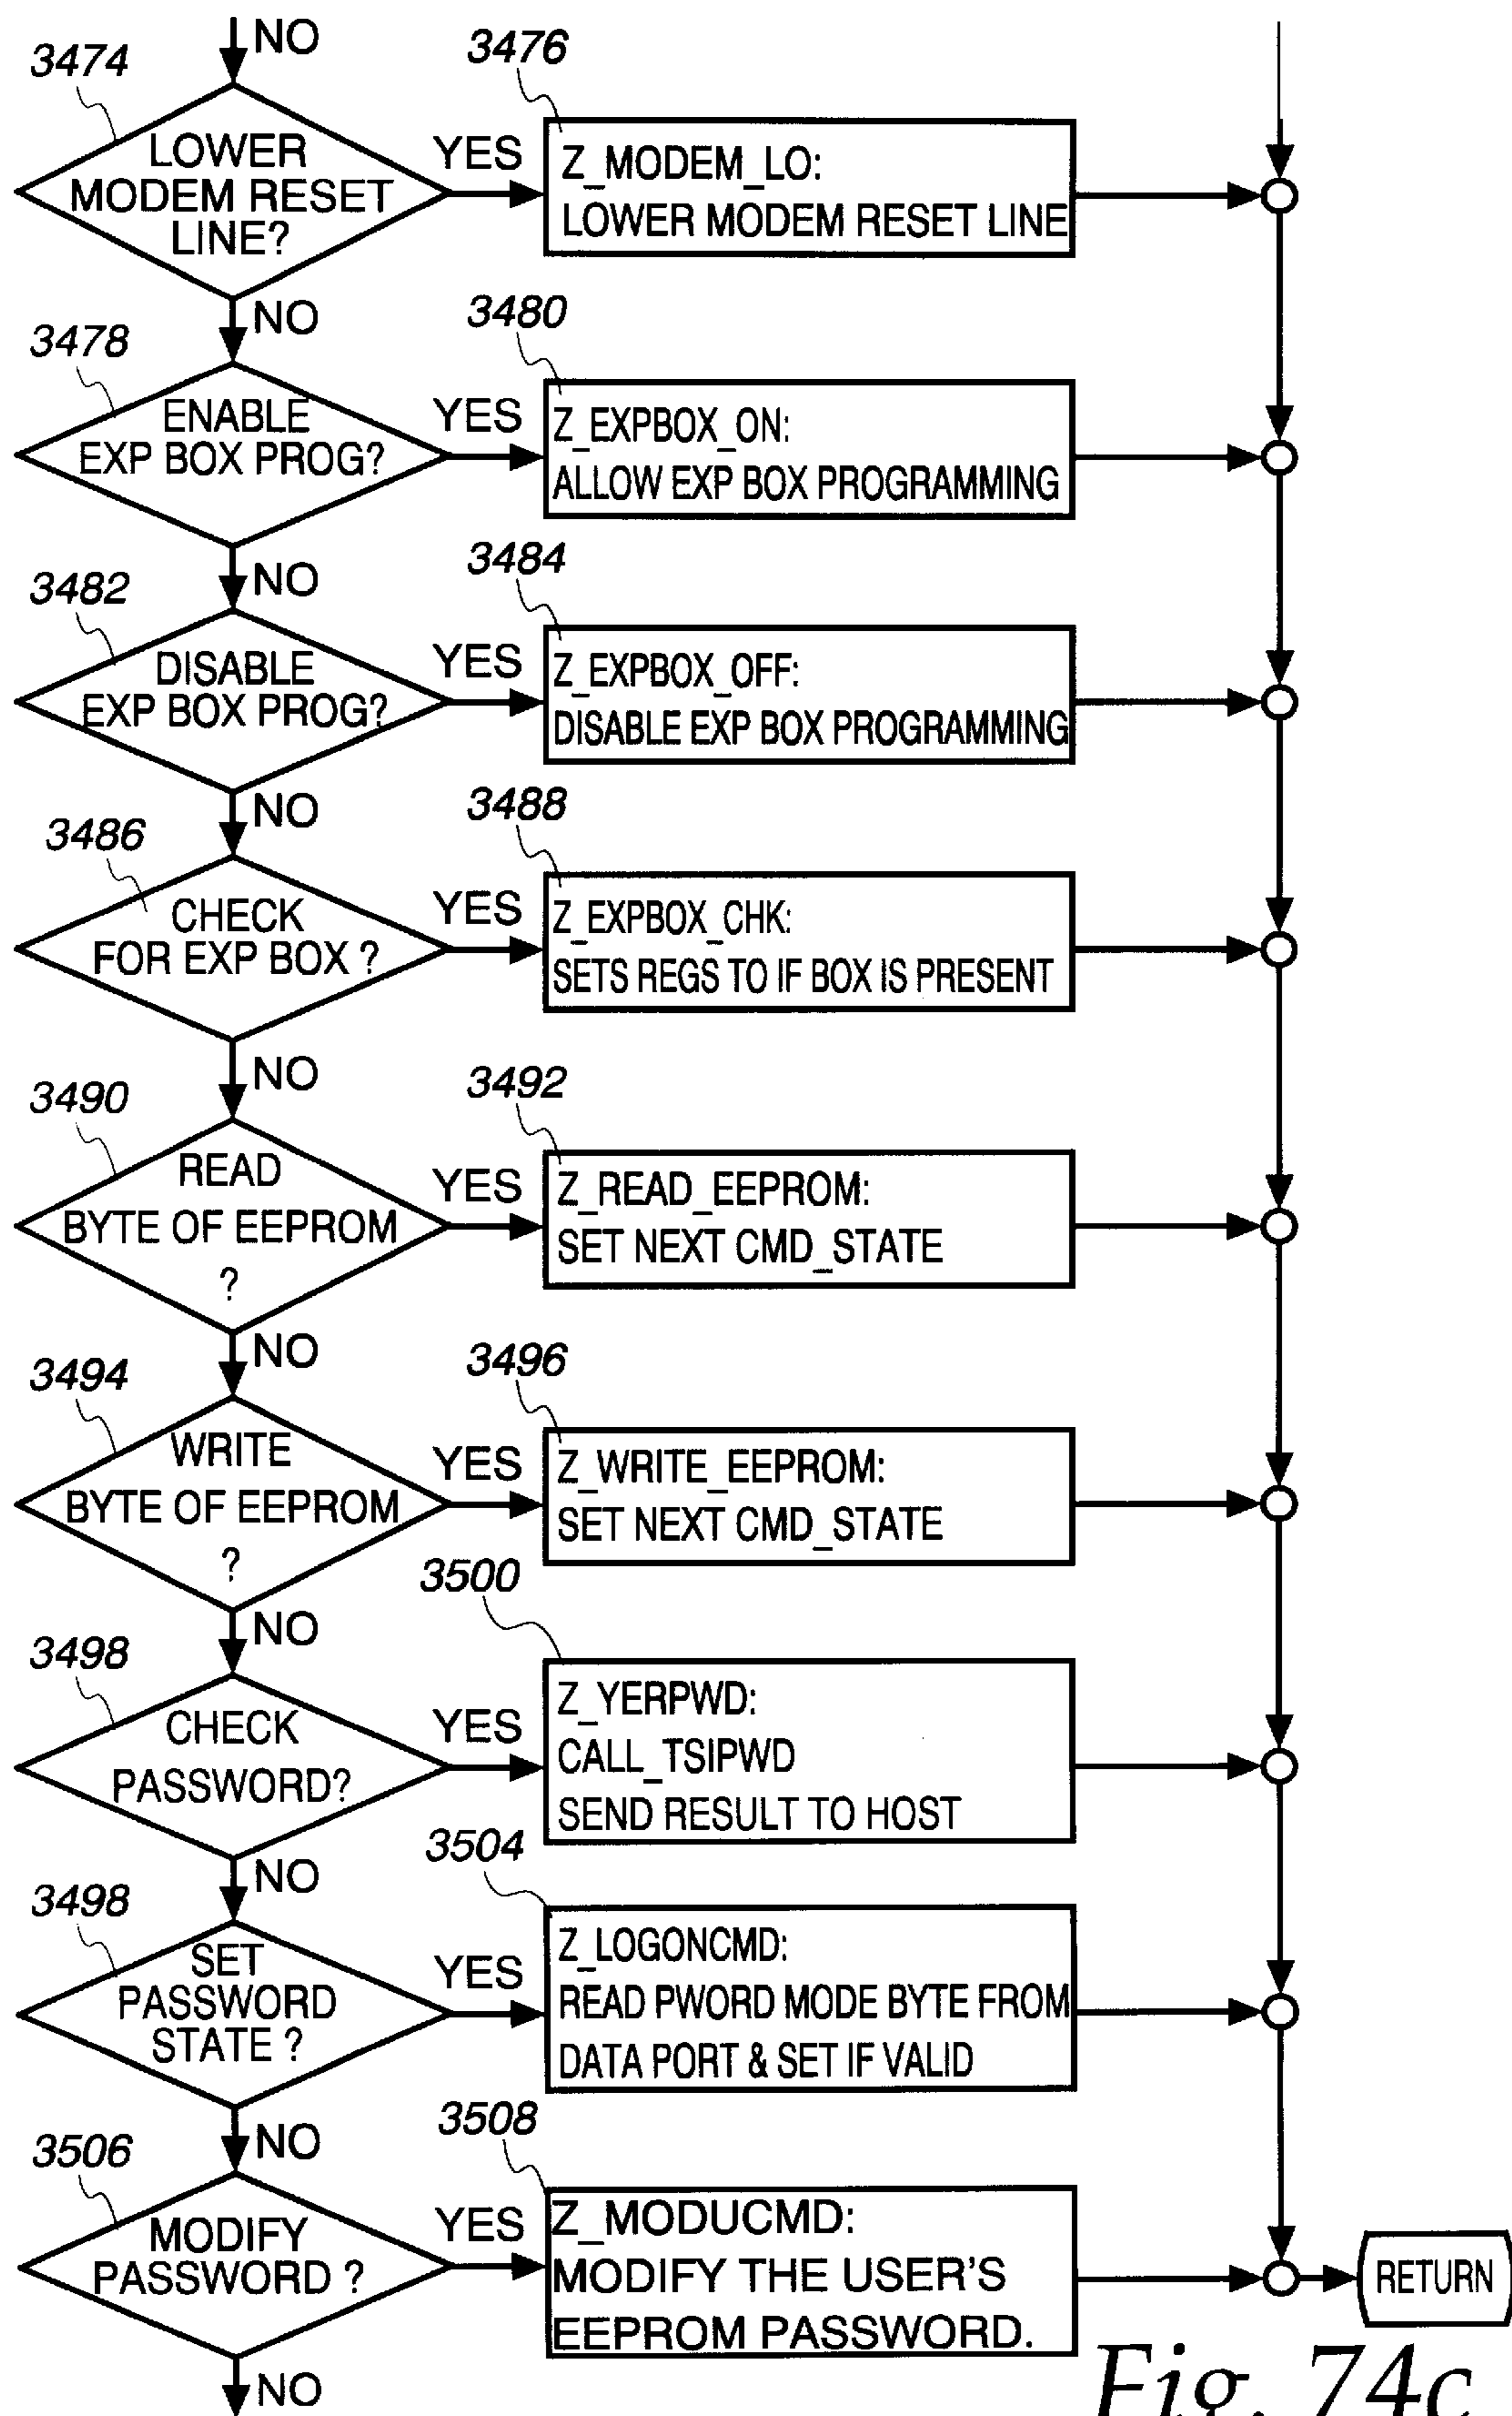 NO
3474
LOWER
MODEM RESET
LINE?
YES
3476
Z_MODEM_LO:
LOWER MODEM RESET LINE
NO
3478
ENABLE
EXP BOX PROG?
YES
3480
Z_EXPBOX_ON:
ALLOW EXP BOX PROGRAMMING
NO
3482
DISABLE
EXP BOX PROG?
YES
3484
Z_EXPBOX_OFF:
DISABLE EXP BOX PROGRAMMING
NO
3486
CHECK
FOR EXP BOX ?
YES
3488
Z_EXPBOX_CHK:
SETS REGS TO IF BOX IS PRESENT
NO
3490
READ
BYTE OF EEPROM
?
YES
3492
Z_READ_EEPROM:
SET NEXT CMD_STATE
NO
3494
WRITE
BYTE OF EEPROM
?
YES
3496
Z_WRITE_EEPROM:
SET NEXT CMD_STATE
NO
3498
CHECK
PASSWORD?
YES
3500
Z_YERPWD:
CALL_TSIPWD
SEND RESULT TO HOST
NO
3498
SET
PASSWORD
STATE ?
YES
3504
Z_LOGONCMD:
READ PWORD MODE BYTE FROM
DATA PORT & SET IF VALID
NO
3506
MODIFY
PASSWORD ?
YES
3508
Z_MODUCMD:
MODIFY THE USER'S
EEPROM PASSWORD.
RETURN
NO
Fig. 74c